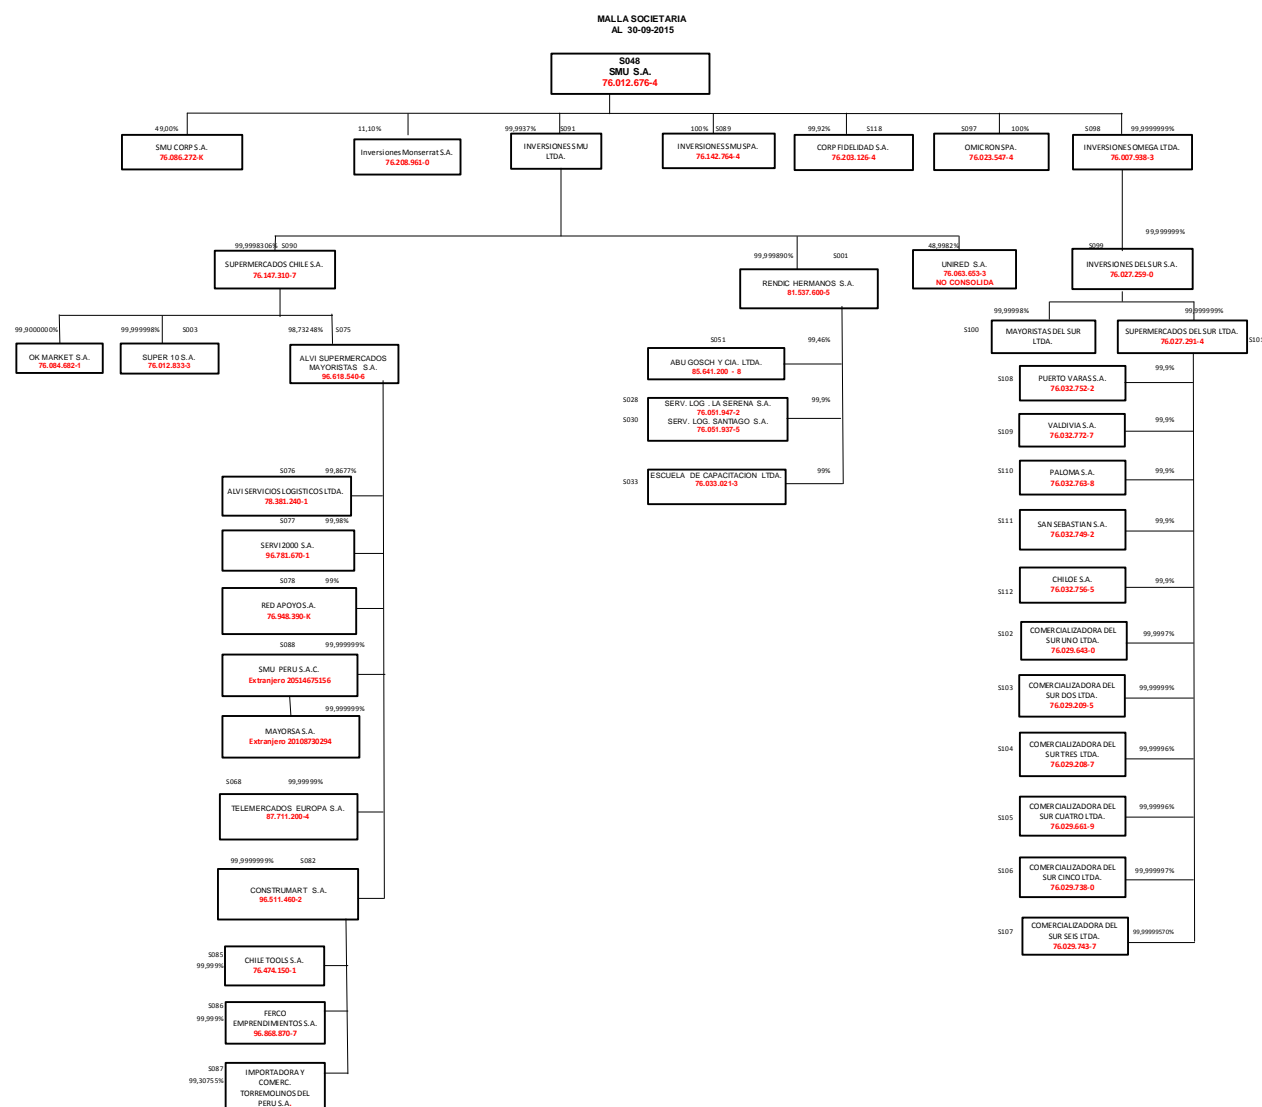 MALLA SOCIETARIA
AL 30-09-2015
S048
SMU S.A.
76.012.676-4
49,00%
SMU CORP S.A.
76.086.272-K
11,10%
Inversiones Monserrat S.A.
76.208.961-0
99,9937% S091
INVERSIONES SMU
LTDA.
100% S089
INVERSIONES SMU SPA.
76.142.764-4
99,92% S118
CORP FIDELIDAD S.A.
76.203.126-4
S097 100%
OMICRON SPA.
76.023.547-4
S098 99,9999999%
INVERSIONES OMEGA LTDA.
76.007.938-3
99,9998306% S090
SUPERMERCADOS CHILE S.A.
76.147.310-7
99,999890% S001
RENDIC HERMANOS S.A.
81.537.600-5
48,9982%
UNIRED S.A.
76.063.653-3
NO CONSOLIDA
99,999999%
S099
INVERSIONES DEL SUR S.A.
76.027.259-0
99,9000000%
OK MARKET S.A.
76.084.682-1
99,999998% S003
SUPER 10 S.A.
76.012.833-3
98,73248% S075
ALVI SUPERMERCADOS
MAYORISTAS S.A.
96.618.540-6
S051 99,46%
ABU GOSCH Y CIA. LTDA.
85.641.200 - 8
S028
S030
99,9%
SERV. LOG . LA SERENA S.A.
76.051.947-2
SERV. LOG. SANTIAGO S.A.
76.051.937-5
S033
99%
ESCUELA DE CAPACITACION LTDA.
76.033.021-3
99,99998%
S100
MAYORISTAS DEL SUR
LTDA.
99,999999%
SUPERMERCADOS DEL SUR LTDA.
76.027.291-4
S108
PUERTO VARAS S.A.
76.032.752-2
99,9%
S109
VALDIVIA S.A.
76.032.772-7
99,9%
S110
PALOMA S.A.
76.032.763-8
99,9%
S111
SAN SEBASTIAN S.A.
76.032.749-2
99,9%
S112
CHILOE S.A.
76.032.756-5
99,9%
S102
COMERCIALIZADORA DEL
SUR UNO LTDA.
76.029.643-0
99,9997%
S103
COMERCIALIZADORA DEL
SUR DOS LTDA.
76.029.209-5
99,99999%
S104
COMERCIALIZADORA DEL
SUR TRES LTDA.
76.029.208-7
99,99996%
S105
COMERCIALIZADORA DEL
SUR CUATRO LTDA.
76.029.661-9
99,99996%
S106
COMERCIALIZADORA DEL
SUR CINCO LTDA.
76.029.738-0
99,999997%
S107
COMERCIALIZADORA DEL
SUR SEIS LTDA.
76.029.743-7
99,99999570%
S076 99,8677%
ALVI SERVICIOS LOGISTICOS LTDA.
78.381.240-1
S077 99,98%
SERVI 2000 S.A.
96.781.670-1
S078 99%
RED APOYO S.A.
76.948.390-K
S088 99,999999%
SMU PERU S.A.C.
Extranjero 20514675156
99,999999%
MAYORSA S.A.
Extranjero 20108730294
S068 99,99999%
TELEMERCADOS EUROPA S.A.
87.711.200-4
99,9999999% S082
CONSTRUMART S.A.
96.511.460-2
S085
99,999%
CHILE TOOLS S.A.
76.474.150-1
S086
99,999%
FERCO
EMPRENDIMIENTOS S.A.
96.868.870-7
S087
99,30755%
IMPORTADORA Y
COMERC.
TORREMOLINOS DEL
PERU S.A.